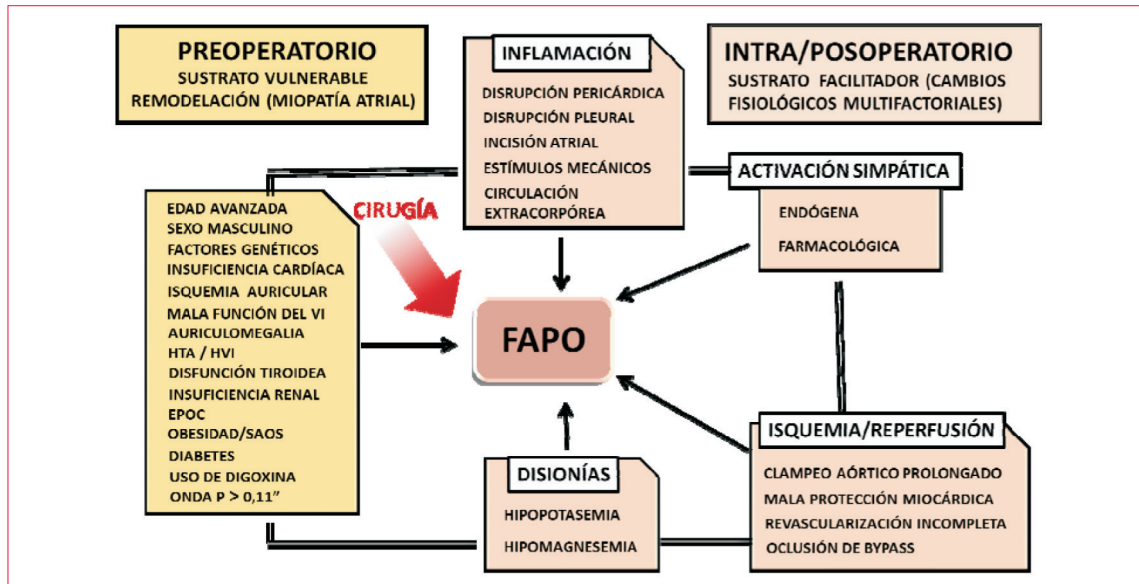 PREOPERATORIO
SUSTRATO VULNERABLE
REMODELACIÓN (MIOPATÍA ATRIAL)
INFLAMACIÓN
DISRUPCIÓN PERICÁRDICA
DISRUPCIÓN PLEURAL
INCISIÓN ATRIAL
ESTÍMULOS MECÁNICOS
CIRCULACIÓN
EXTRACORPÓREA
INTRA/POSOPERATORIO
SUSTRATO FACILITADOR (CAMBIOS
FISIOLÓGICOS MULTIFACTORIALES)
ACTIVACIÓN SIMPÁTICA
ENDÓGENA
FARMACOLÓGICA
EDAD AVANZADA
SEXO MASCULINO
FACTORES GENÉTICOS
INSUFICIENCIA CARDÍACA
ISQUEMIA AURICULAR
MALA FUNCIÓN DEL VI
AURICULOMEGALIA
HTA / HVI
DISFUNCIÓN TIROIDEA
INSUFICIENCIA RENAL
EPOC
OBESIDAD/SAOS
DIABETES
USO DE DIGOXINA
ONDA P > 0,11”
CIRUGÍA
FAPO
DISIONÍAS
HIPOPOTASEMIA
HIPOMAGNESEMIA
ISQUEMIA/REPERFUSIÓN
CLAMPEO AÓRTICO PROLONGADO
MALA PROTECCIÓN MIOCÁRDICA
REVASCULARIZACIÓN INCOMPLETA
OCLUSIÓN DE BYPASS